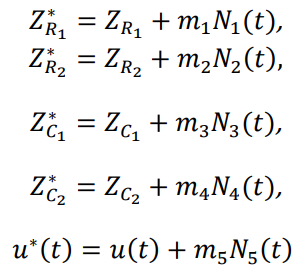 Z*_{R_1} = Z_{R_1} + m_1N_1(t),
Z*_{R_2} = Z_{R_2} + m_2N_2(t),
Z*_{C_1} = Z_{C_1} + m_3N_3(t),
Z*_{C_2} = Z_{C_2} + m_4N_4(t),
u*(t) = u(t) + m_5N_5(t)